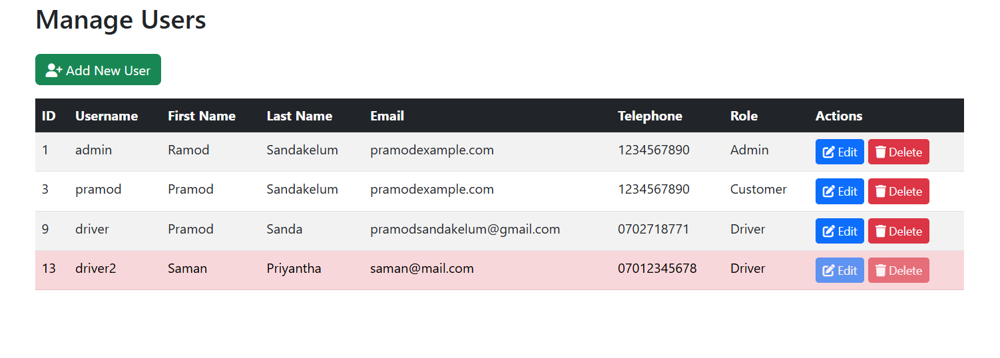 Manage Users
Add New User
ID Username First Name Last Name Email Telephone Role Actions
1 admin Ramod Sandakelum pramodexample.com 1234567890 Admin Edit Delete
3 pramod Pramod Sandakelum pramodexample.com 1234567890 Customer Edit Delete
9 driver Pramod Sanda pramodsandakelum@gmail.com 0702718771 Driver Edit Delete
13 driver2 Saman Priyantha saman@mail.com 07012345678 Driver Edit Delete